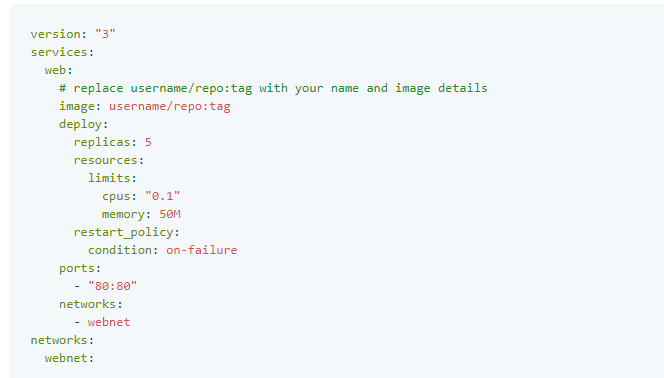 version: "3"
services:
  web:
    # replace username/repo:tag with your name and image details
    image: username/repo:tag
    deploy:
      replicas: 5
      resources:
        limits:
          cpus: "0.1"
          memory: 50M
      restart_policy:
        condition: on-failure
    ports:
      - "80:80"
    networks:
      - webnet
networks:
  webnet: